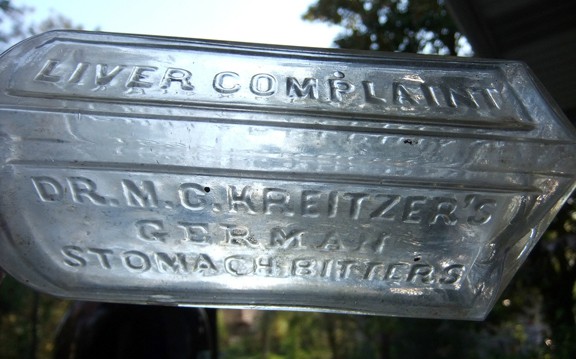 LIVER COMPLAINT
DR. M. C. KREITZER'S
GERMAN
STOMACH BITTERS